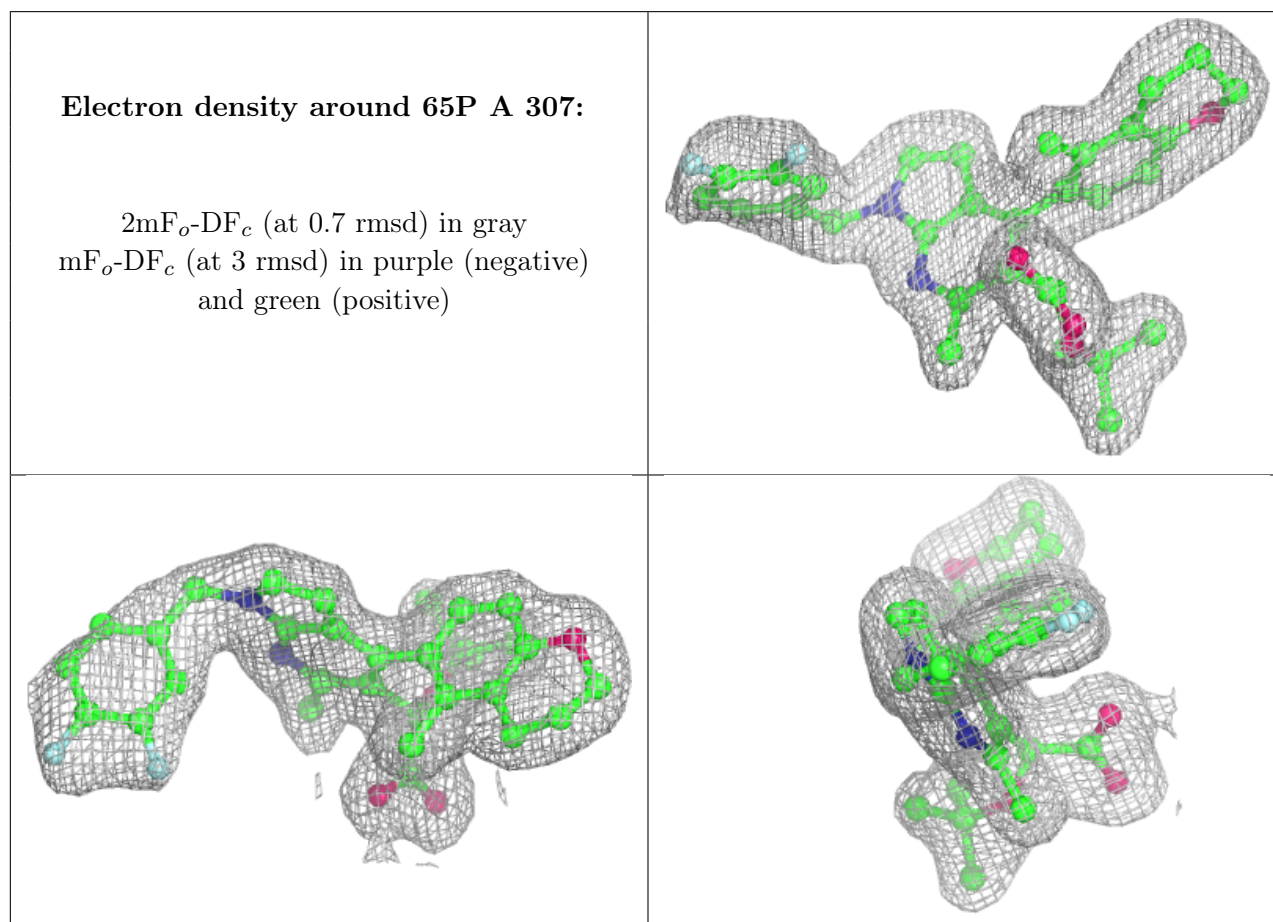 Electron density around 65P A 307:
2mFo-DFc (at 0.7 rmsd) in gray
mFo-DFc (at 3 rmsd) in purple (negative)
and green (positive)